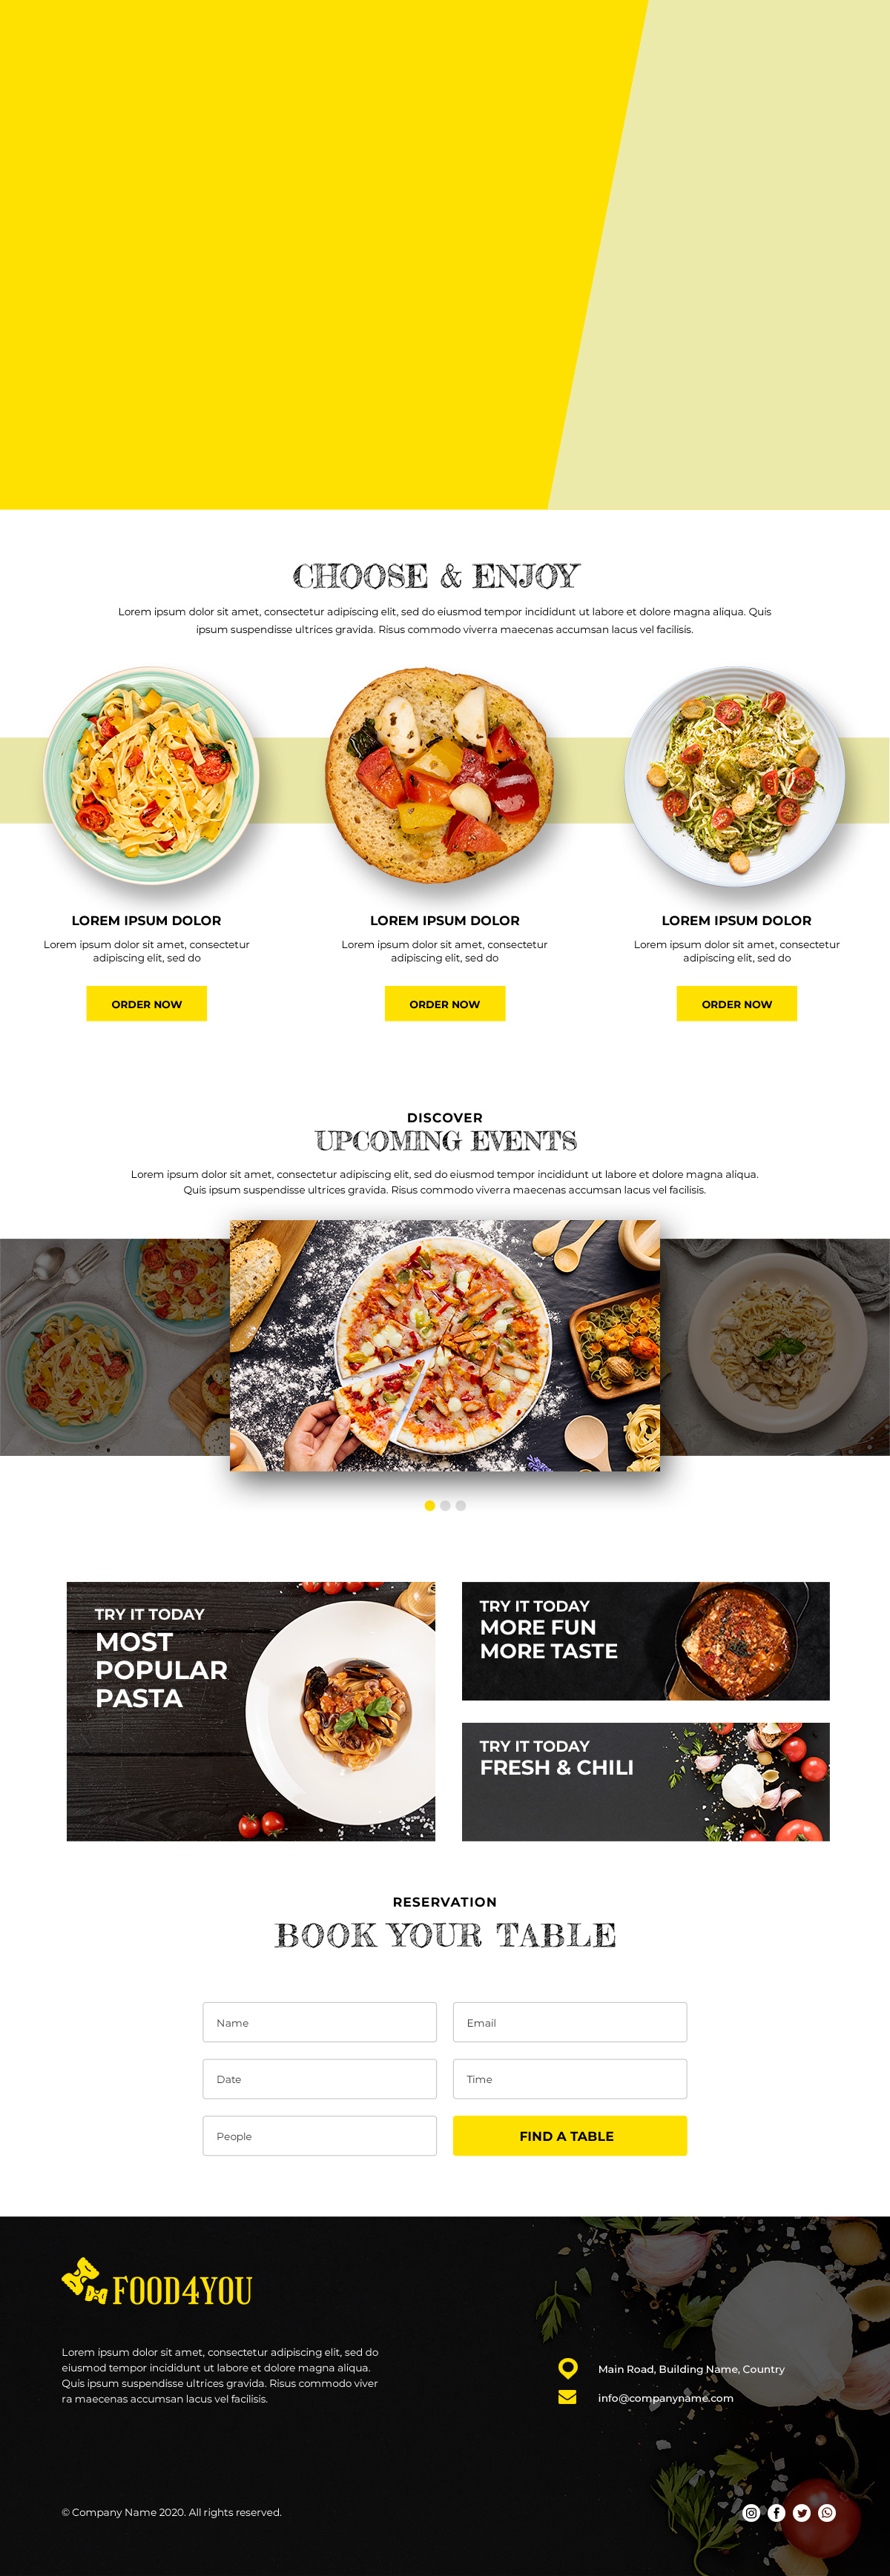 CHOOSE & ENJOY
Lorem ipsum dolor sit amet, consectetur adipiscing elit, sed do eiusmod tempor incididunt ut labore et dolore magna aliqua. Quis
ipsum suspendisse ultrices gravida. Risus commodo viverra maecenas accumsan lacus vel facilisis.
LOREM IPSUM DOLOR
Lorem ipsum dolor sit amet, consectetur
adipiscing elit, sed do
ORDER NOW
LOREM IPSUM DOLOR
Lorem ipsum dolor sit amet, consectetur
adipiscing elit, sed do
ORDER NOW
LOREM IPSUM DOLOR
Lorem ipsum dolor sit amet, consectetur
adipiscing elit, sed do
ORDER NOW
DISCOVER
UPCOMING EVENTS
Lorem ipsum dolor sit amet, consectetur adipiscing elit, sed do eiusmod tempor incididunt ut labore et dolore magna aliqua.
Quis ipsum suspendisse ultrices gravida. Risus commodo viverra maecenas accumsan lacus vel facilisis.
TRY IT TODAY
MOST
POPULAR
PASTA
TRY IT TODAY
MORE FUN
MORE TASTE
TRY IT TODAY
FRESH & CHILI
RESERVATION
BOOK YOUR TABLE
Name
Email
Date
Time
People
FIND A TABLE
FOOD4YOU
Lorem ipsum dolor sit amet, consectetur adipiscing elit, sed do
eiusmod tempor incididunt ut labore et dolore magna aliqua.
Quis ipsum suspendisse ultrices gravida. Risus commodo viver
ra maecenas accumsan lacus vel facilisis.
Main Road, Building Name, Country
info@companyname.com
© Company Name 2020. All rights reserved.